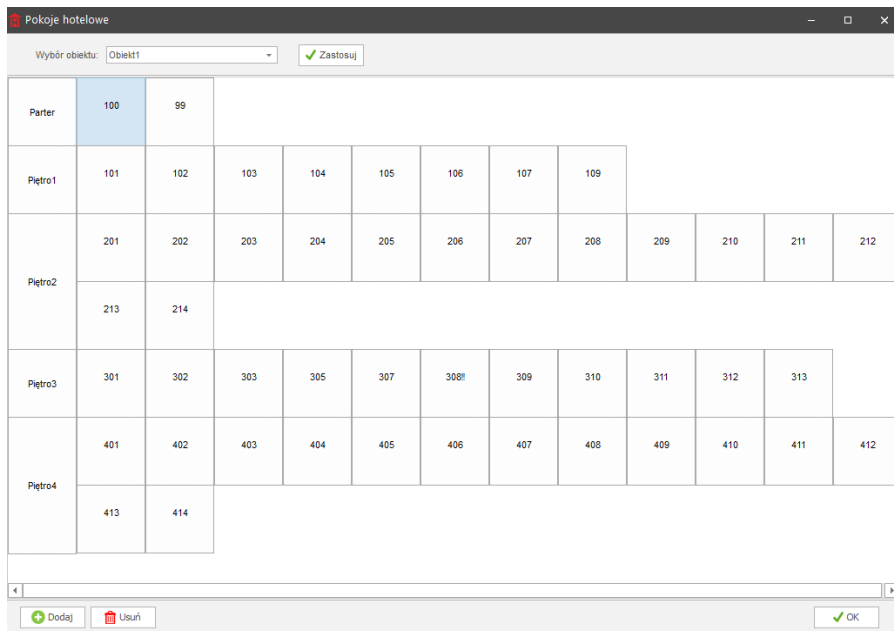 Pokoje hotelowe
Wybór obiektu: Obiekt1 Zastosuj
Parter 100 99
Piętro1 101 102 103 104 105 106 107 109
Piętro2 201 202 203 204 205 206 207 208 209 210 211 212
213 214
Piętro3 301 302 303 305 307 308!! 309 310 311 312 313
Piętro4 401 402 403 404 405 406 407 408 409 410 411 412
413 414
Dodaj Usuń OK